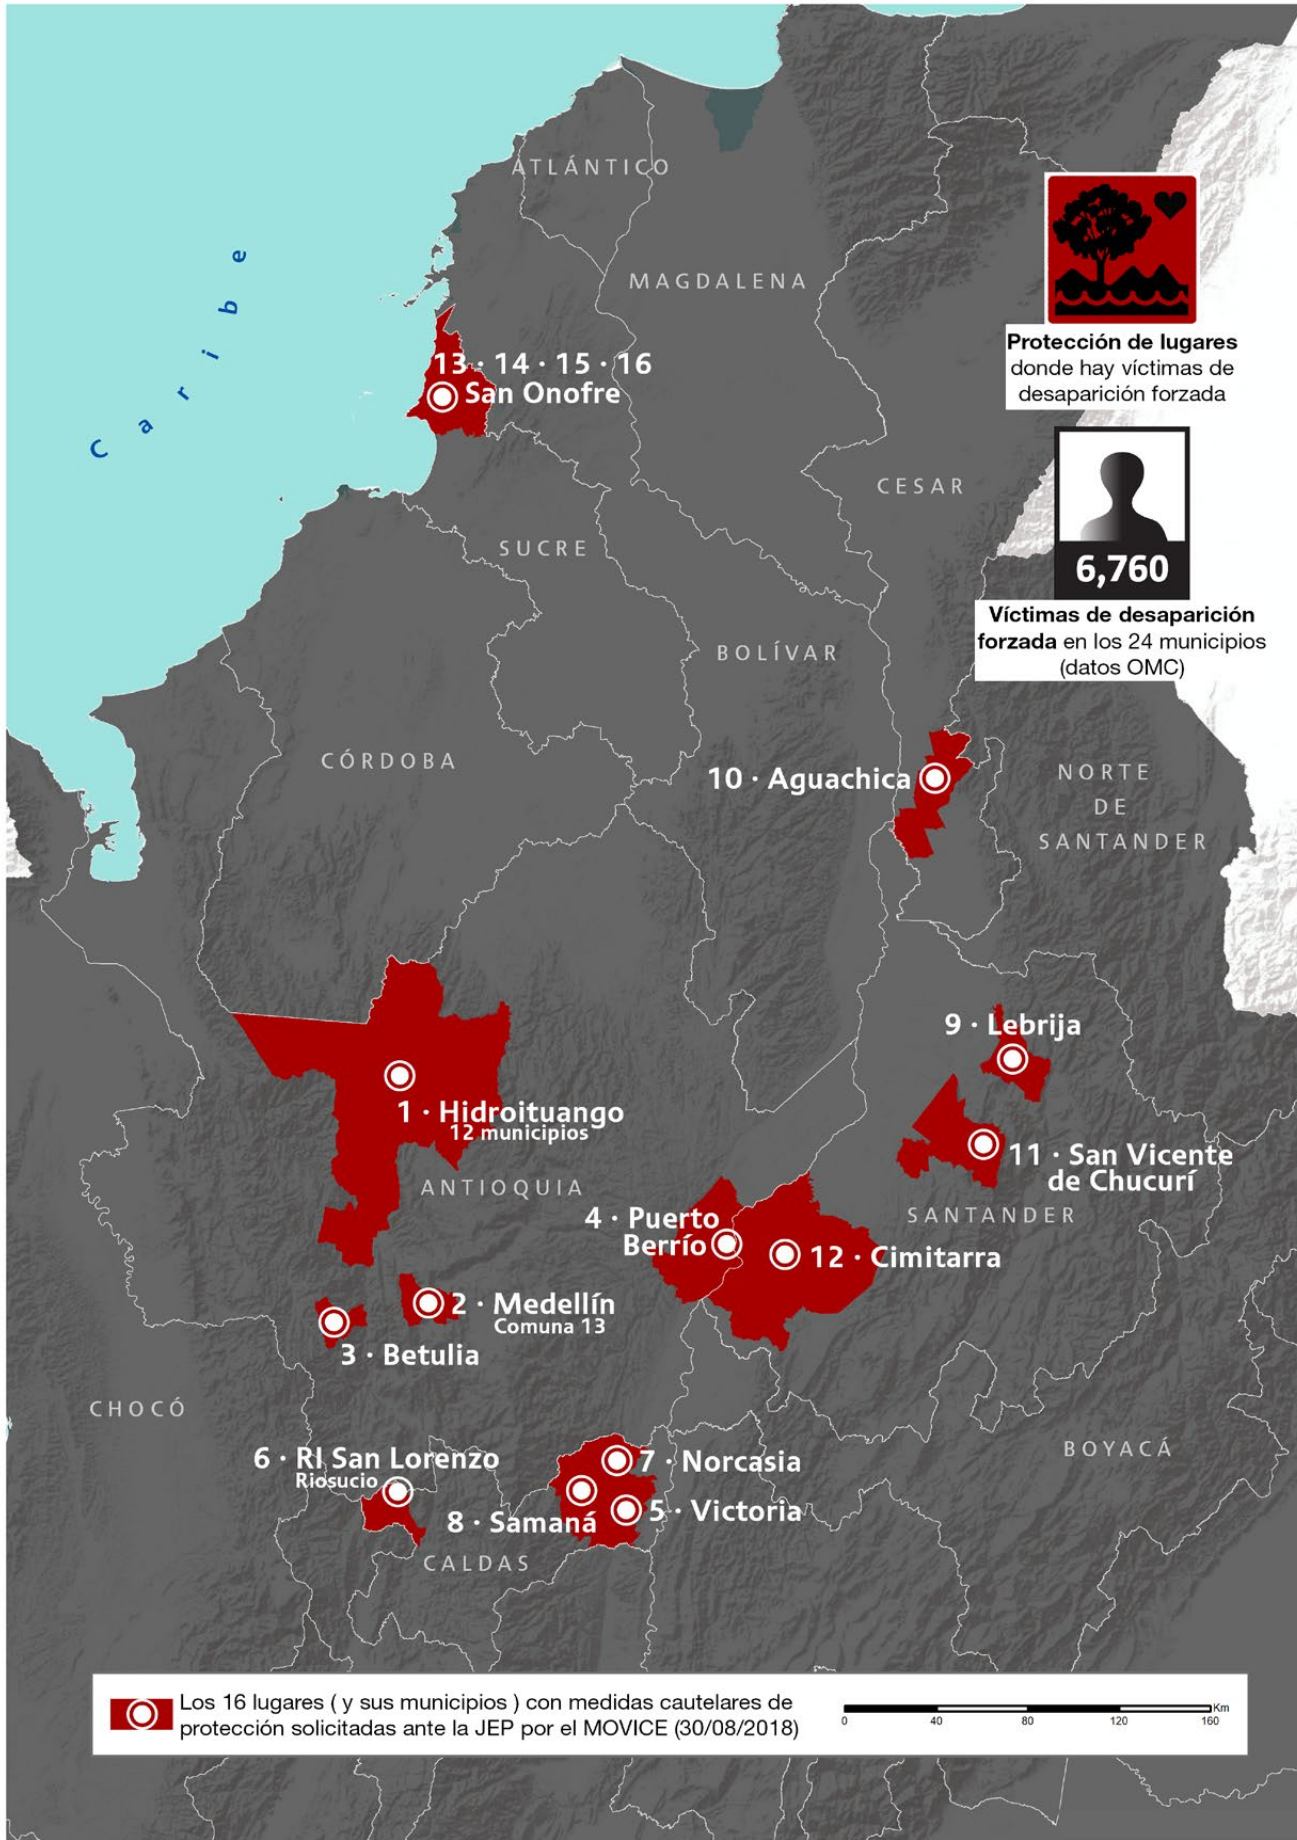 ATLÁNTICO
MAGDALENA
Caribe
Protección de lugares
donde hay víctimas de
desaparición forzada
13 · 14 · 15 · 16
San Onofre
CESAR
6,760
Víctimas de desaparición
forzada en los 24 municipios
(datos OMC)
SUCRE
BOLÍVAR
CÓRDOBA
10 · Aguachica
NORTE
DE
SANTANDER
9 · Lebrija
1 · Hidroituango
12 municipios
11 · San Vicente
de Chucurí
ANTIOQUIA
SANTANDER
4 · Puerto
Berrío
12 · Cimitarra
2 · Medellín
Comuna 13
3 · Betulia
CHOCÓ
BOYACÁ
6 · RI San Lorenzo
Riosucio
7 · Norcasia
5 · Victoria
8 · Samaná
CALDAS
Los 16 lugares ( y sus municipios ) con medidas cautelares de
protección solicitadas ante la JEP por el MOVICE (30/08/2018)
Km
0 40 80 120 160